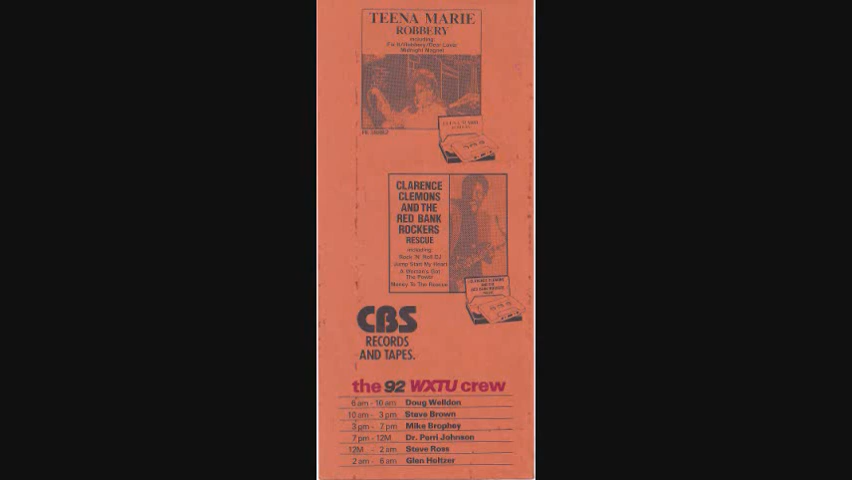 TEENA MARIE
ROBBERY
including:
Midnight Magnet
CLARENCE
CLEMONS
AND THE
RED BANK
ROCKERS
RESCUE
including:
Rock 'N' Roll DJ
Jump Start My Heart
A Woman's Got
The Power
Money To The Rescue
CBS
RECORDS
AND TAPES.
the 92 WXTU crew
6 am - 10 am Doug Welldon
10 am - 3 pm Steve Brown
3 pm - 7 pm Mike Brophey
7 pm - 12M Dr. Perri Johnson
12M - 2 am Steve Ross
2 am - 6 am Glen Holtzer